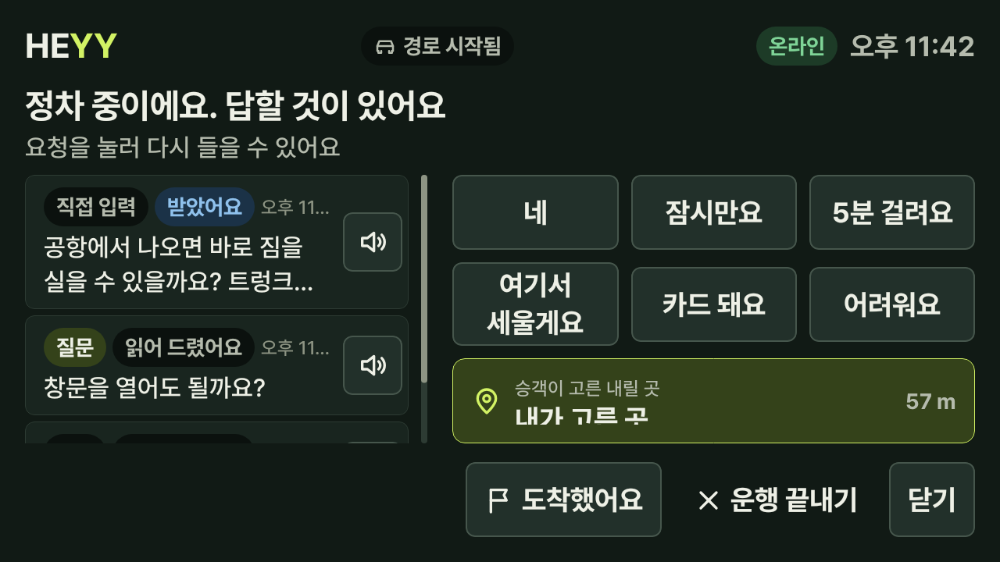 HEYY
경로 시작됨
온라인
오후 11:42
정차 중이에요. 답할 것이 있어요
요청을 눌러 다시 들을 수 있어요
직접 입력
받았어요
오후 11...
공항에서 나오면 바로 짐을
실을 수 있을까요? 트렁크...
질문
읽어 드렸어요
오후 11...
창문을 열어도 될까요?
네
잠시만요
5분 걸려요
여기서
세울게요
카드 돼요
어려워요
승객이 고른 내릴 곳
내가 고른 곳
57 m
도착했어요
운행 끝내기
닫기